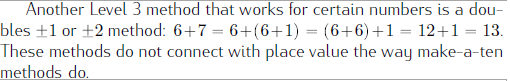 Another Level 3 method that works for certain numbers is a dou-
bles ±1 or ±2 method: 6+7 = 6+(6+1) = (6+6)+1 = 12+1 = 13.
These methods do not connect with place value the way make-a-ten
methods do.